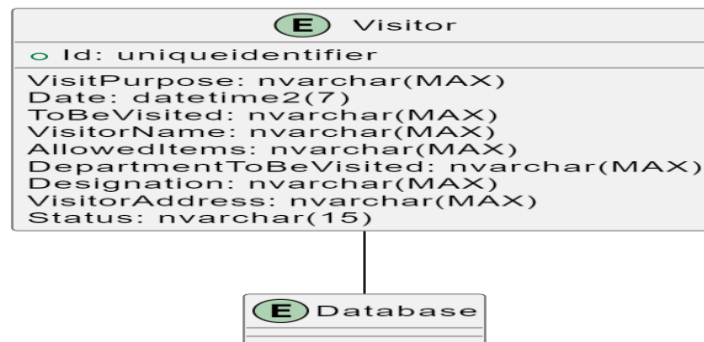 E Visitor
Id: uniqueidentifier
VisitPurpose: nvarchar(MAX)
Date: datetime2(7)
ToBeVisited: nvarchar(MAX)
VisitorName: nvarchar(MAX)
AllowedItems: nvarchar(MAX)
DepartmentToBeVisited: nvarchar(MAX)
Designation: nvarchar(MAX)
VisitorAddress: nvarchar(MAX)
Status: nvarchar(15)
E Database